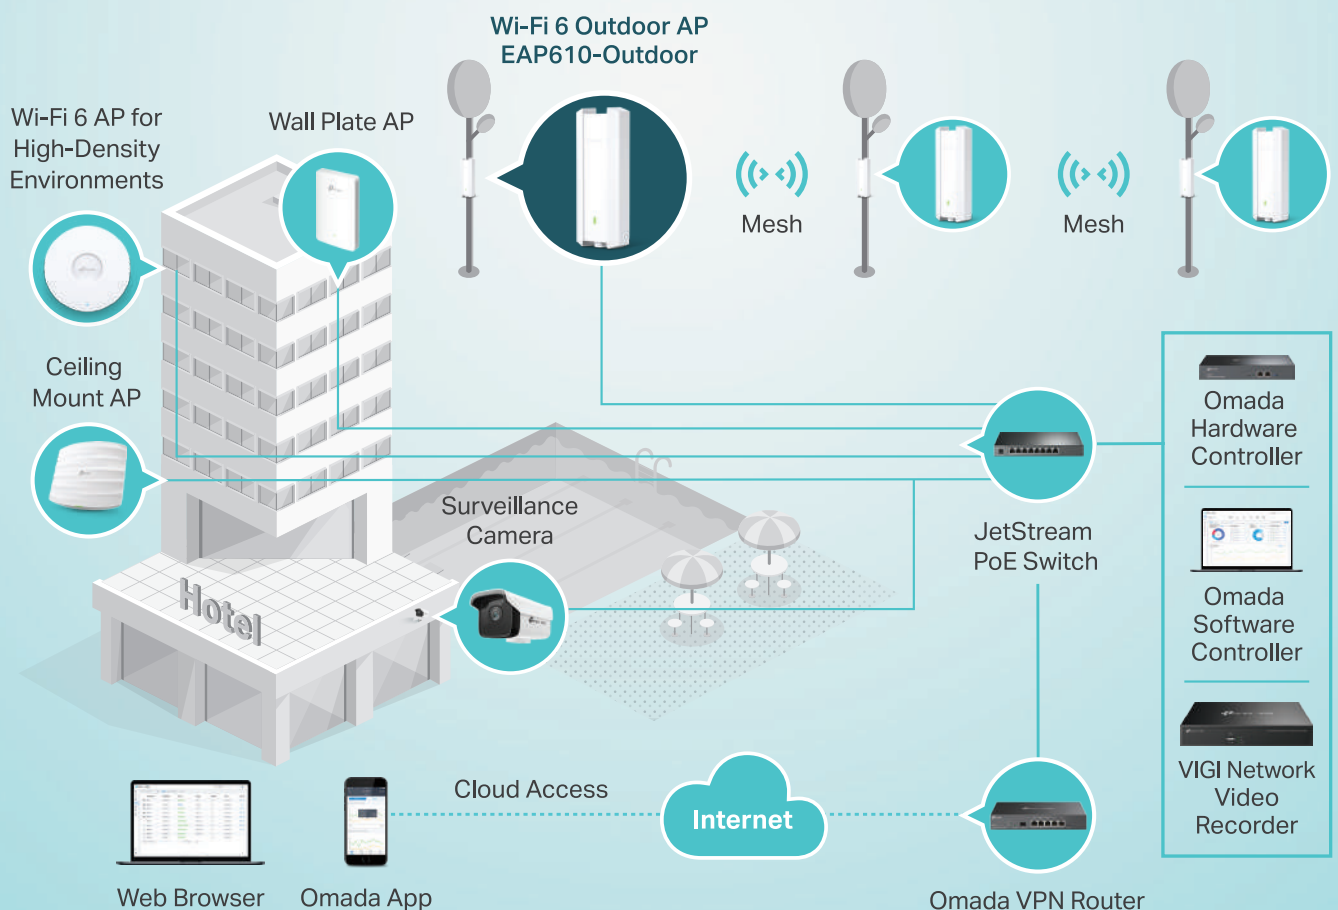 Wi-Fi 6 Outdoor AP
EAP610-Outdoor
Wi-Fi 6 AP for
High-Density
Environments
Wall Plate AP
Mesh
Mesh
Ceiling
Mount AP
Surveillance
Camera
Hotel
JetStream
PoE Switch
Omada
Hardware
Controller
Omada
Software
Controller
VIGI Network
Video
Recorder
Cloud Access
Internet
Web Browser
Omada App
Omada VPN Router